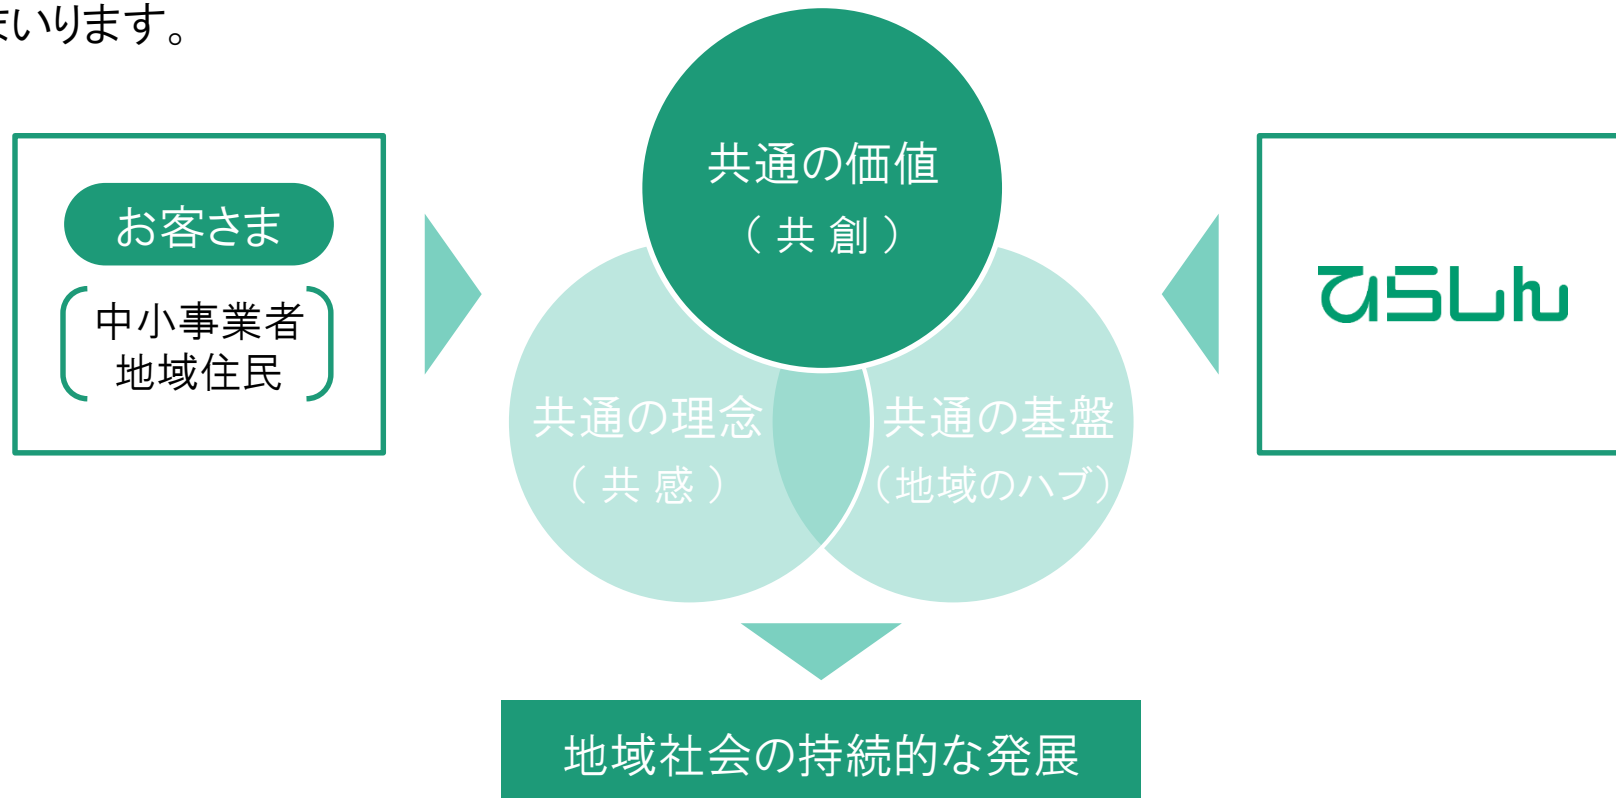 まいります。
共通の価値
（ 共 創 ）
お客さま
中小事業者
地域住民
ひらしん
共通の理念
（ 共 感 ）
共通の基盤
（地域のハブ）
地域社会の持続的な発展